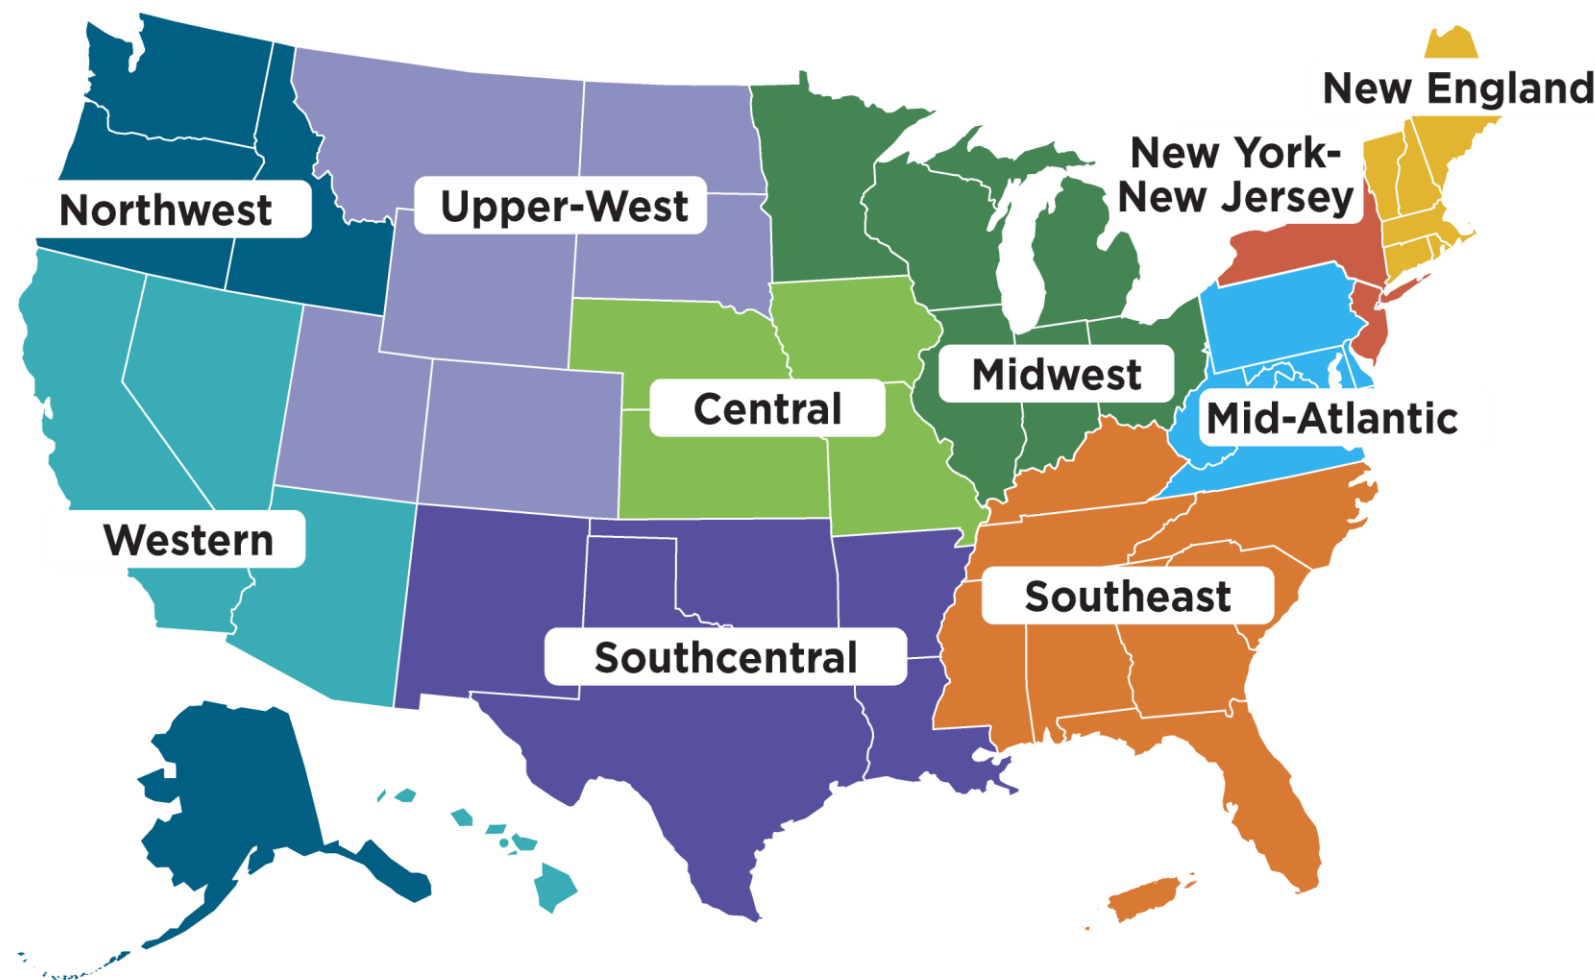 New England
New York-
New Jersey
Northwest
Upper-West
Midwest
Central
Mid-Atlantic
Western
Southeast
Southcentral